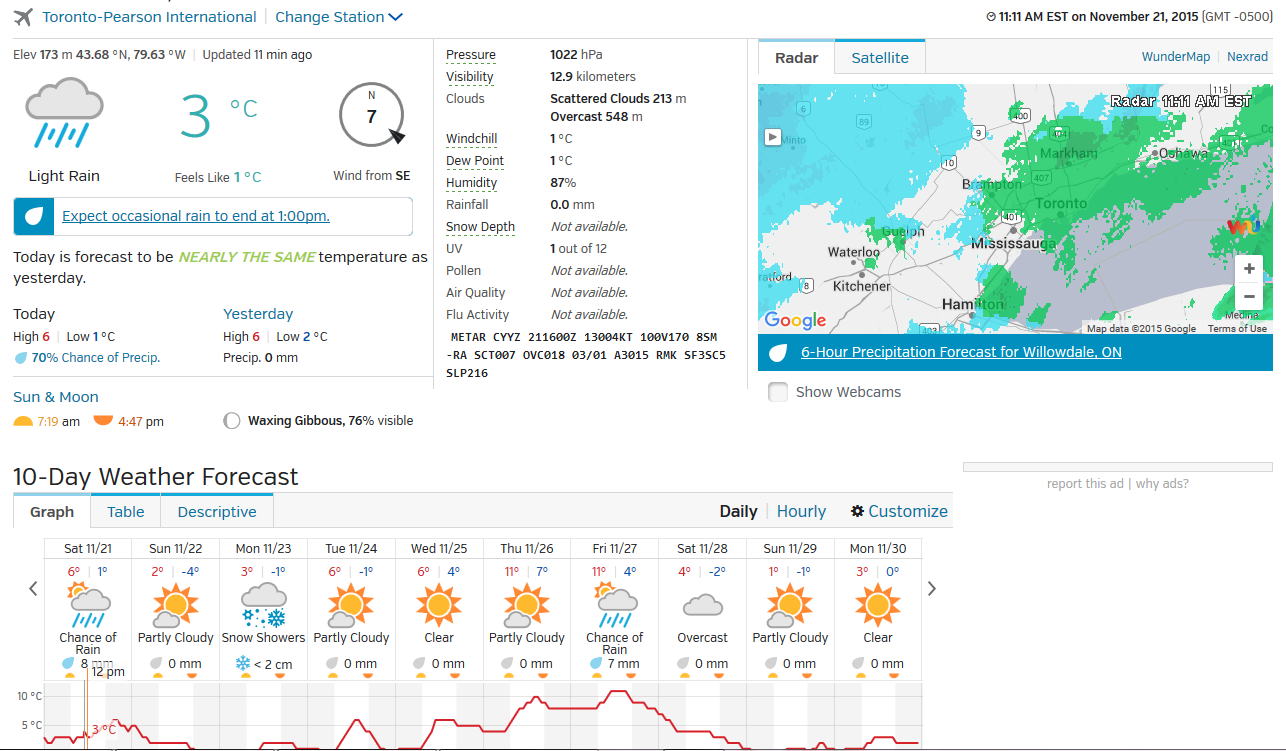 Toronto-Pearson International | Change Station
11:11 AM EST on November 21, 2015 (GMT -0500)
Elev 173 m 43.68 °N, 79.63 °W | Updated 11 min ago
Light Rain
3 °C
Feels Like 1 °C
N
7
Wind from SE
Expect occasional rain to end at 1:00pm.
Today is forecast to be NEARLY THE SAME temperature as
yesterday.
Today
High 6 | Low 1 °C
70% Chance of Precip.
Yesterday
High 6 | Low 2 °C
Precip. 0 mm
Sun & Moon
7:19 am 4:47 pm
Waxing Gibbous, 76% visible
Pressure 1022 hPa
Visibility 12.9 kilometers
Clouds Scattered Clouds 213 m
Overcast 548 m
Windchill 1 °C
Dew Point 1 °C
Humidity 87%
Rainfall 0.0 mm
Snow Depth Not available.
UV 1 out of 12
Pollen Not available.
Air Quality Not available.
Flu Activity Not available.
METAR CYYZ 211600Z 13004KT 100V170 8SM
-RA SCT007 OVC018 03/01 A3015 RMK SF3SC5
SLP216
Radar Satellite WunderMap | Nexrad
Radar 11:11 AM EST
115
6
89
400
9
404
Minto
Markham
Oshawa
401
10
407
Brampton
Toronto
401
Guelph
Mississauga
Waterloo
ratford
8
Kitchener
Hamilton
403
Medina
+
−
Google
Map data ©2015 Google Terms of Use
6-Hour Precipitation Forecast for Willowdale, ON
Show Webcams
10-Day Weather Forecast
report this ad | why ads?
Graph Table Descriptive Daily | Hourly Customize
Sat 11/21 Sun 11/22 Mon 11/23 Tue 11/24 Wed 11/25 Thu 11/26 Fri 11/27 Sat 11/28 Sun 11/29 Mon 11/30
6° | 1° 2° | -4° 3° | -1° 6° | -1° 6° | 4° 11° | 7° 11° | 4° 4° | -2° 1° | -1° 3° | 0°
Chance of Rain Partly Cloudy Snow Showers Partly Cloudy Clear Partly Cloudy Chance of Rain Overcast Partly Cloudy Clear
8 mm 0 mm < 2 cm 0 mm 0 mm 0 mm 7 mm 0 mm 0 mm 0 mm
12 pm
10 °C
5 °C
3 °C